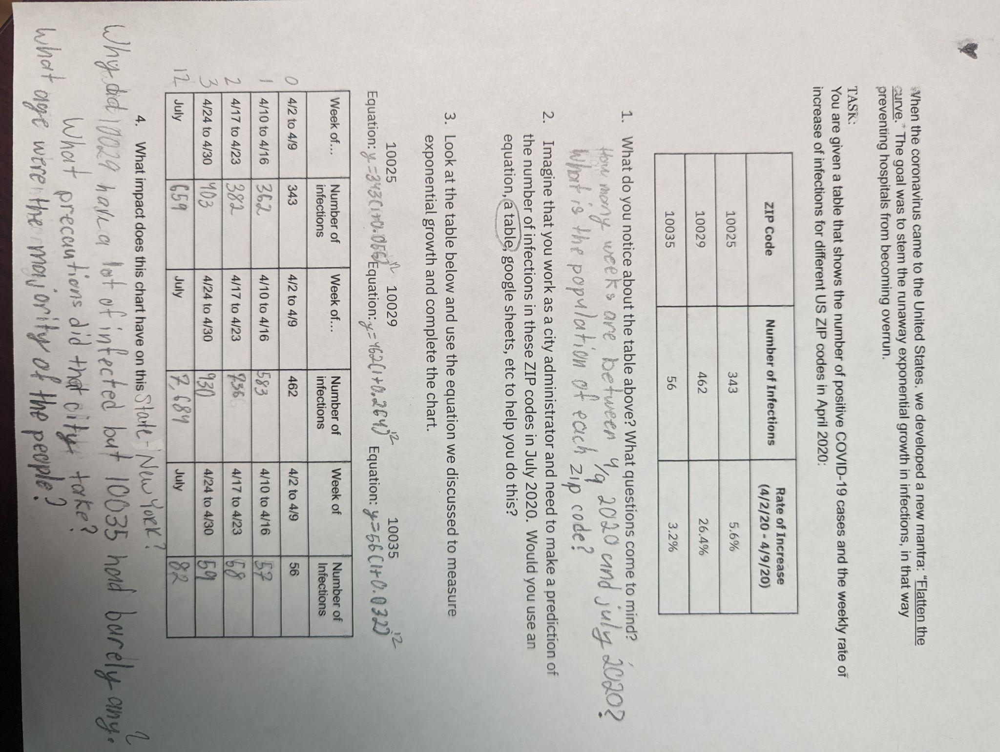 When the coronavirus came to the United States, we developed a new mantra: “Flatten the
curve.” The goal was to stem the runaway exponential growth in infections, in that way
preventing hospitals from becoming overrun.
TASK:
You are given a table that shows the number of positive COVID-19 cases and the weekly rate of
increase of infections for different US ZIP codes in April 2020:
ZIP Code Number of Infections Rate of Increase
(4/2/20 - 4/9/20)
10025 343 5.6%
10029 462 26.4%
10035 56 3.2%
1. What do you notice about the table above? What questions come to mind?
How many weeks are between 4/9 2020 and july 2020?
What is the population of each zip code?
2. Imagine that you work as a city administrator and need to make a prediction of
the number of infections in these ZIP codes in July 2020. Would you use an
equation, a table, google sheets, etc to help you do this?
3. Look at the table below and use the equation we discussed to measure
exponential growth and complete the chart.
10025 10029 10035
Equation: y=343(1+0.056)^12 Equation: y=462(1+0.264)^12 Equation: y=56(1+0.032)^12
Week of... Number of infections Week of... Number of infections Week of Number of Infections
0 4/2 to 4/9 343 4/2 to 4/9 462 4/2 to 4/9 56
1 4/10 to 4/16 362 4/10 to 4/16 583 4/10 to 4/16 57
2 4/17 to 4/23 382 4/17 to 4/23 736 4/17 to 4/23 58
3 4/24 to 4/30 403 4/24 to 4/30 930 4/24 to 4/30 59
12 July 659 July 7,689 July 82
4. What impact does this chart have on this State - New York?
Why did 10029 have a lot of infected but 10035 had barely any.?
What precautions did that city take?
What age were the majority of the people?